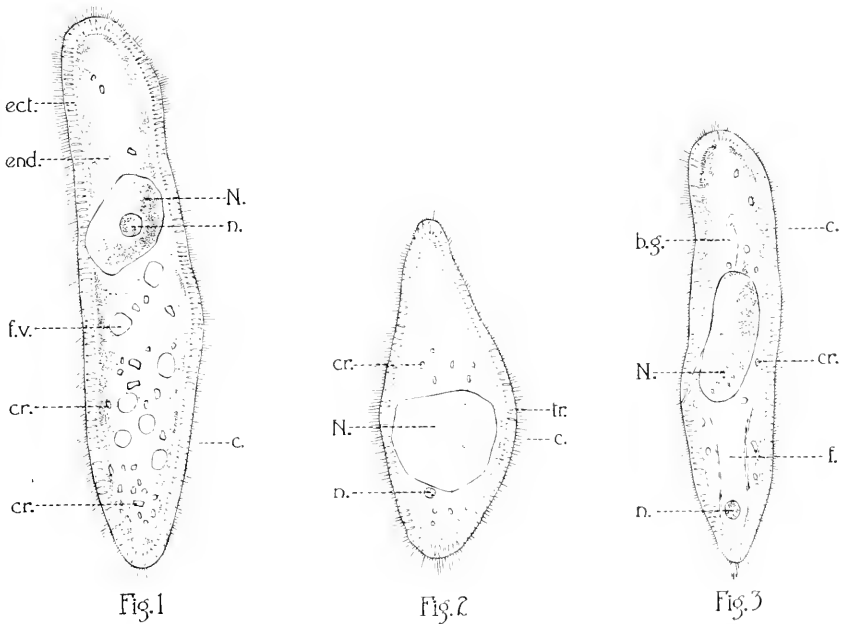 ect.
end.
N.
n.
f.v.
cr.
c.
cr.
Fig.1
cr.
N.
tr.
c.
n.
Fig.2
c.
b.g.
cr.
N.
f.
n.
Fig.3